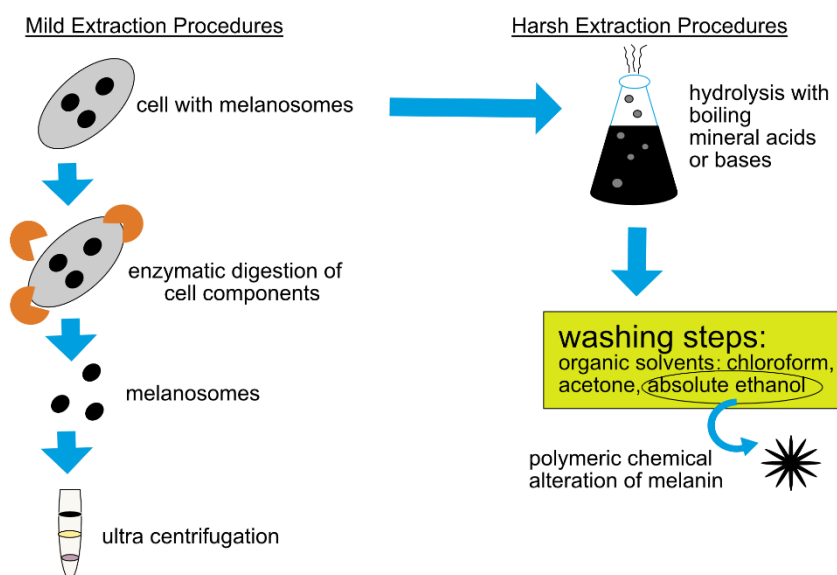 Mild Extraction Procedures
cell with melanosomes
enzymatic digestion of
cell components
melanosomes
ultra centrifugation
Harsh Extraction Procedures
hydrolysis with
boiling
mineral acids
or bases
washing steps:
organic solvents: chloroform,
acetone, absolute ethanol
polymeric chemical
alteration of melanin